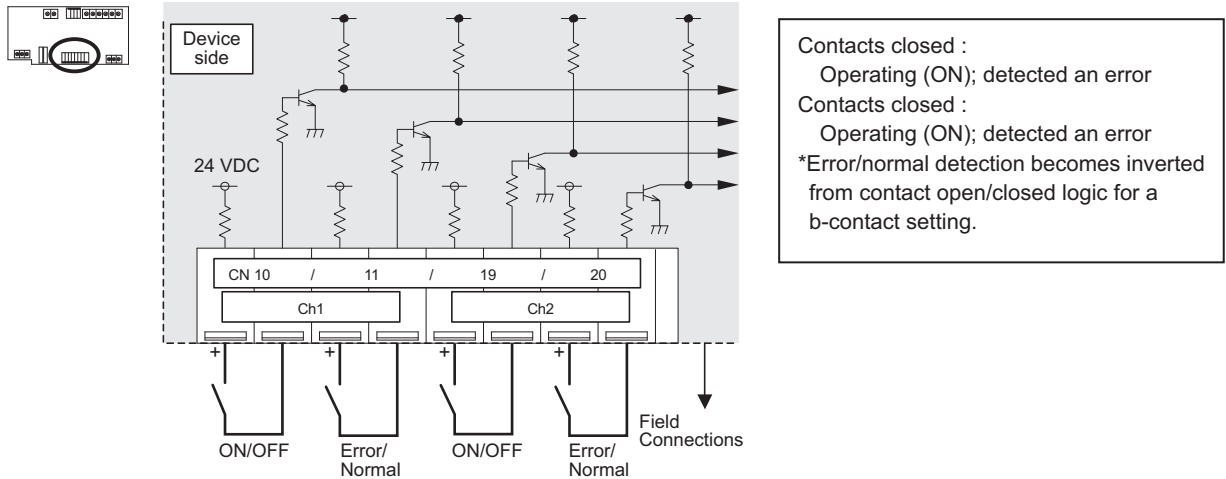 Device
side
24 VDC
CN 10 / 11 / 19 / 20
Ch1 Ch2
+ + + +
ON/OFF
Error/
Normal
ON/OFF
Error/
Normal
Field
Connections
Contacts closed :
Operating (ON); detected an error
Contacts closed :
Operating (ON); detected an error
*Error/normal detection becomes inverted
from contact open/closed logic for a
b-contact setting.